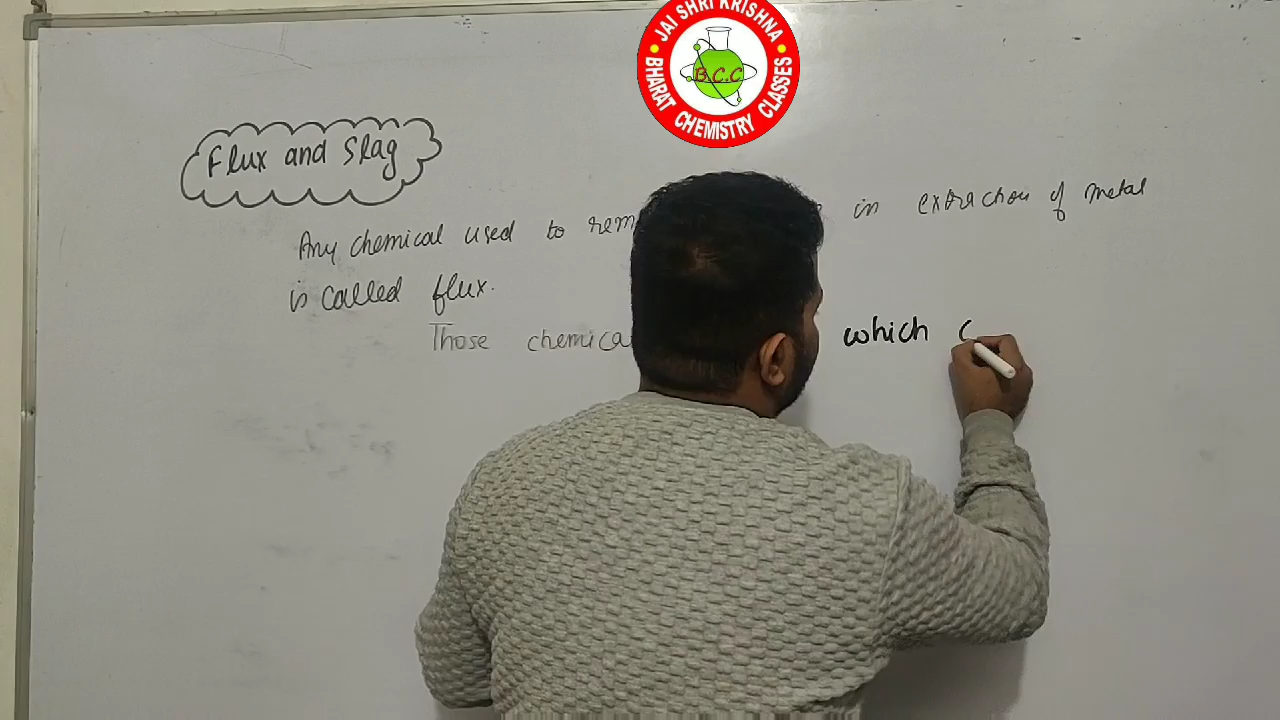 JAI SHRI KRISHNA
B.C.C
BHARAT CHEMISTRY CLASSES
Flux and Slag
Any chemical used to rem in extraction of metal
is called flux.
Those chemica which c